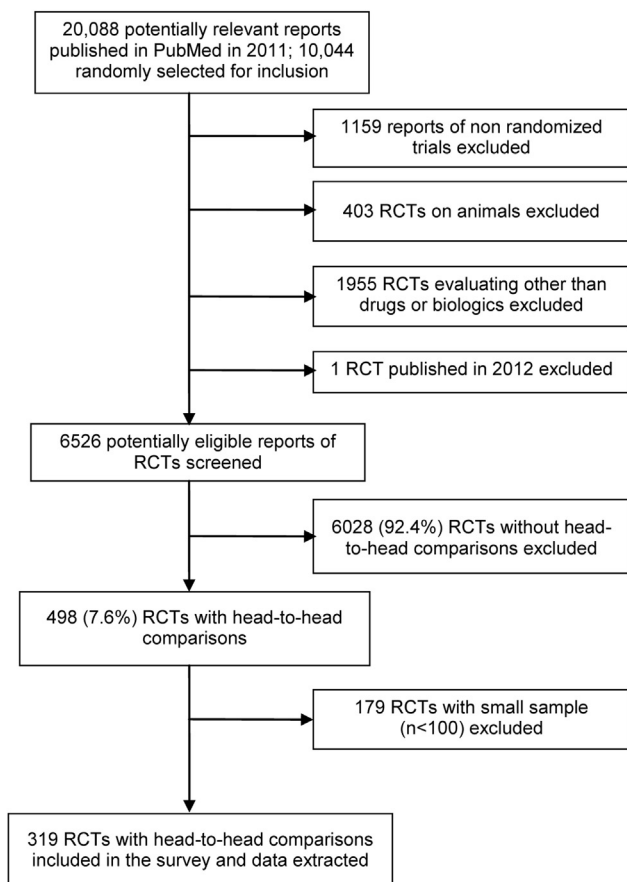 20,088 potentially relevant reports
published in PubMed in 2011; 10,044
randomly selected for inclusion
1159 reports of non randomized
trials excluded
403 RCTs on animals excluded
1955 RCTs evaluating other than
drugs or biologics excluded
1 RCT published in 2012 excluded
6526 potentially eligible reports of
RCTs screened
6028 (92.4%) RCTs without head-
to-head comparisons excluded
498 (7.6%) RCTs with head-to-head
comparisons
179 RCTs with small sample
(n<100) excluded
319 RCTs with head-to-head comparisons
included in the survey and data extracted